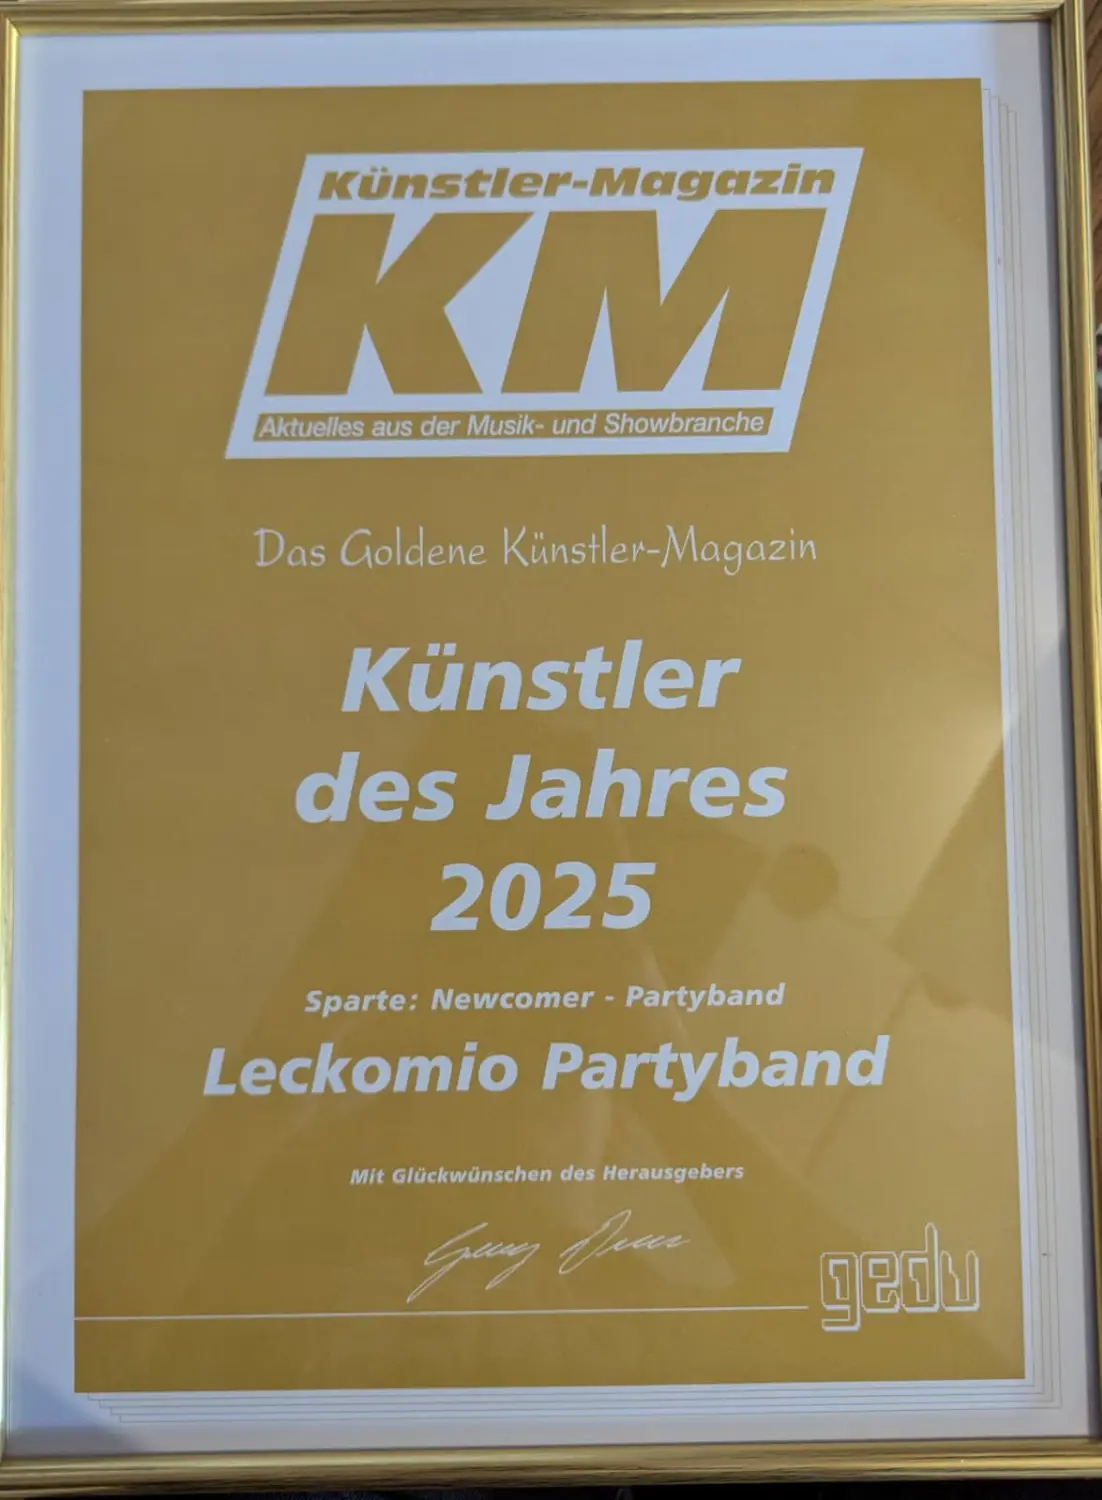 Künstler-Magazin
KM
Aktuelles aus der Musik- und Showbranche
Das Goldene Künstler-Magazin
Künstler
des Jahres
2025
Sparte: Newcomer - Partyband
Leckomio Partyband
Mit Glückwünschen des Herausgebers
gedu